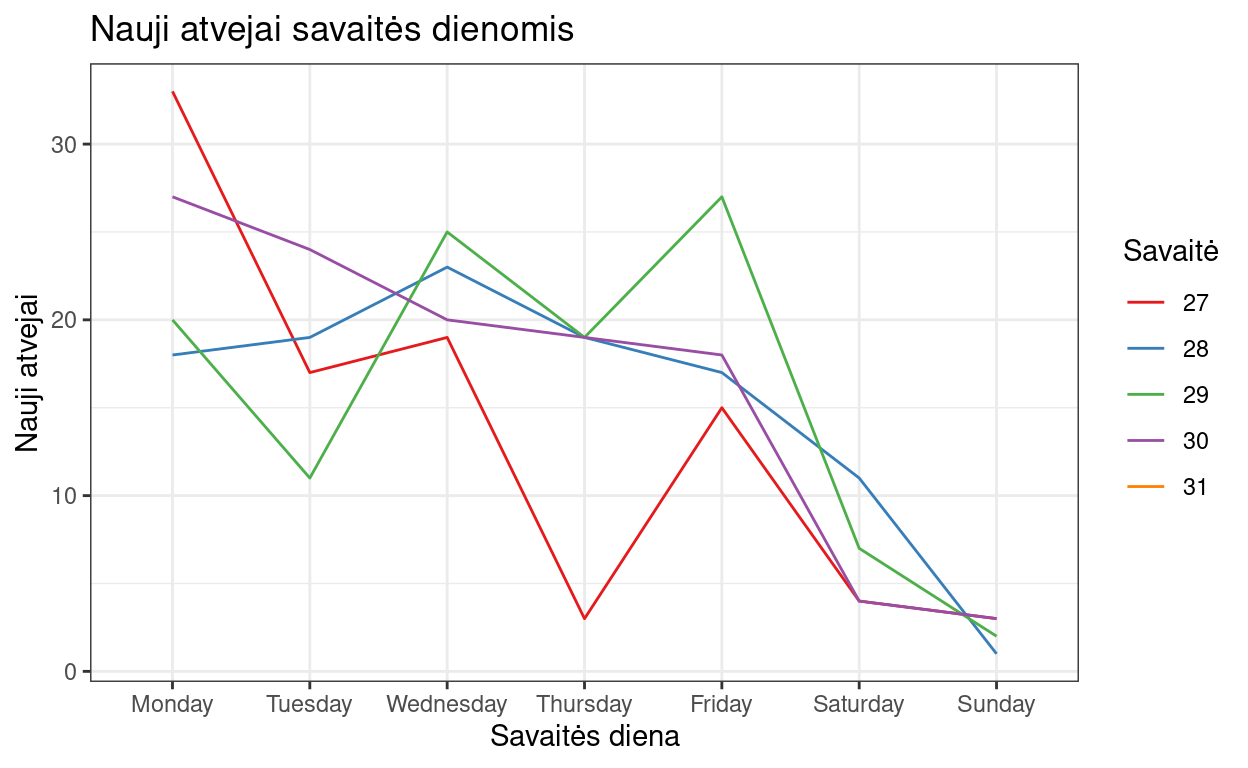 Nauji atvejai savaitės dienomis
Nauji atvejai
30
20
10
0
Monday Tuesday Wednesday Thursday Friday Saturday Sunday
Savaitės diena
Savaitė
27
28
29
30
31